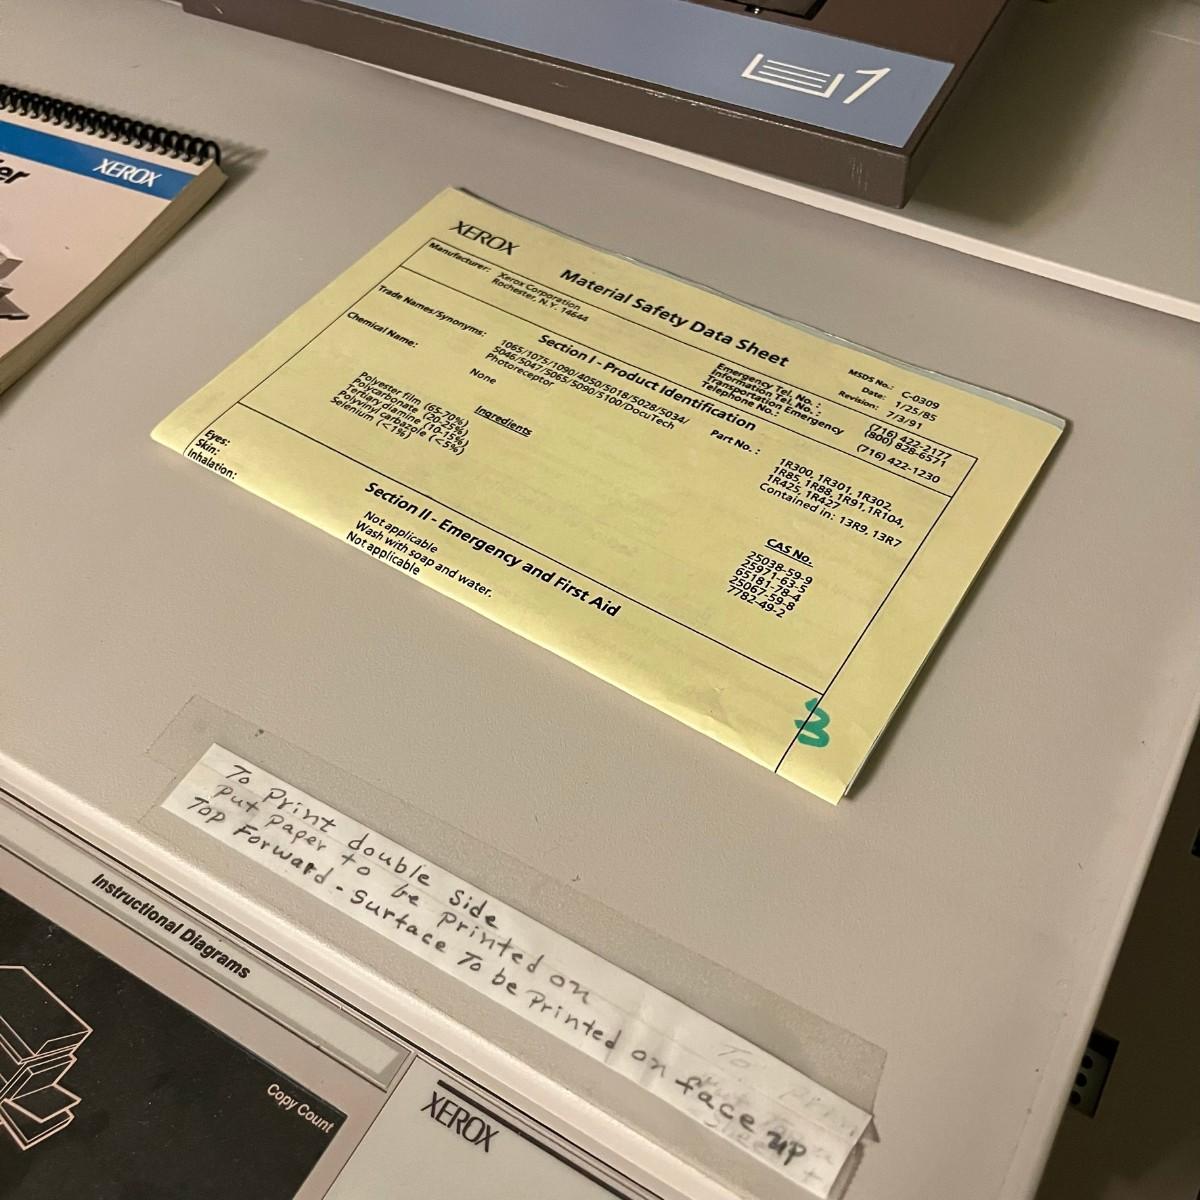 1
er
XEROX
XEROX
Material Safety Data Sheet
MSDS No.: C-0309
Date: 1/25/85
Revision: 7/3/91
Manufacturer: Xerox Corporation
Rochester, N.Y. 14644
Emergency Tel. No. : (716) 422-2177
Information Tel. No. : (800) 828-6571
Transportation Emergency
Telephone No.: (716) 422-1230
Section I - Product Identification
Trade Names/Synonyms: 1065/1075/1090/4050/5018/5028/5034/
5046/5047/5065/5090/5100/DocuTech
Photoreceptor
Part No. : 1R300, 1R301, 1R302,
1R85, 1R88, 1R91, 1R104,
1R425, 1R427
Contained in: 13R9, 13R7
Chemical Name: None
Ingredients CAS No.
Polyester film (65-70%) 25038-59-9
Polycarbonate (20-25%) 25971-63-5
Tertiary diamine (10-15%) 65181-78-4
Polyvinyl carbazole (<5%) 25067-59-8
Selenium (<1%) 7782-49-2
Section II - Emergency and First Aid
Eyes: Not applicable
Skin: Wash with soap and water.
Inhalation: Not applicable
3
To Print double Side
Put Paper to be Printed on
Top Forward - Surface To be Printed on face up
Instructional Diagrams
Copy Count
XEROX